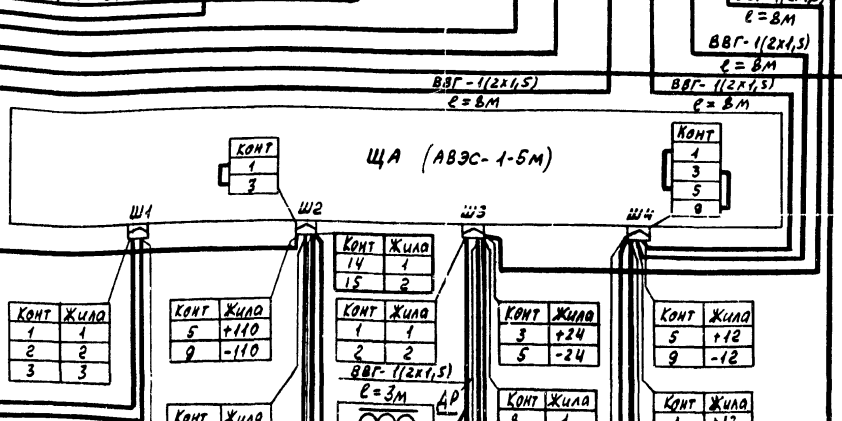 ℓ=8м
ВВГ-1(2х1,5)
ℓ=8м
ВВГ-1(2х1,5)
ℓ=8м
ВВГ-1(2х1,5)
ℓ=8м
ЩА (АВЭС-1-5м)
Конт
1
3
Конт
1
3
5
9
Ш1
Ш2
Ш3
Ш4
Конт Жила
14 1
15 2
Конт Жила
1 1
2 2
3 3
Конт Жила
5 +110
9 -110
Конт Жила
1 1
2 2
Конт Жила
3 +24
5 -24
Конт Жила
5 +12
9 -12
ВВГ-1(2х1,5)
ℓ=3м
ДР
Конт Жила
Конт Жила
Конт Жила